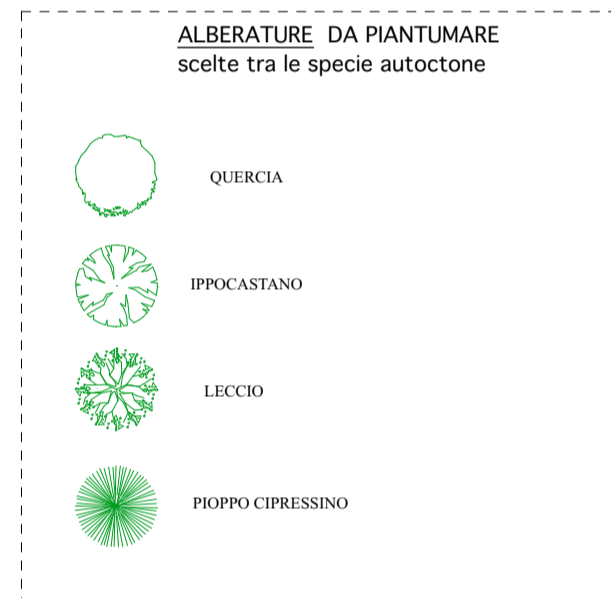 ALBERATURE DA PIANTUMARE
scelte tra le specie autoctone
QUERCIA
IPPOCASTANO
LECCIO
PIOPPO CIPRESSINO